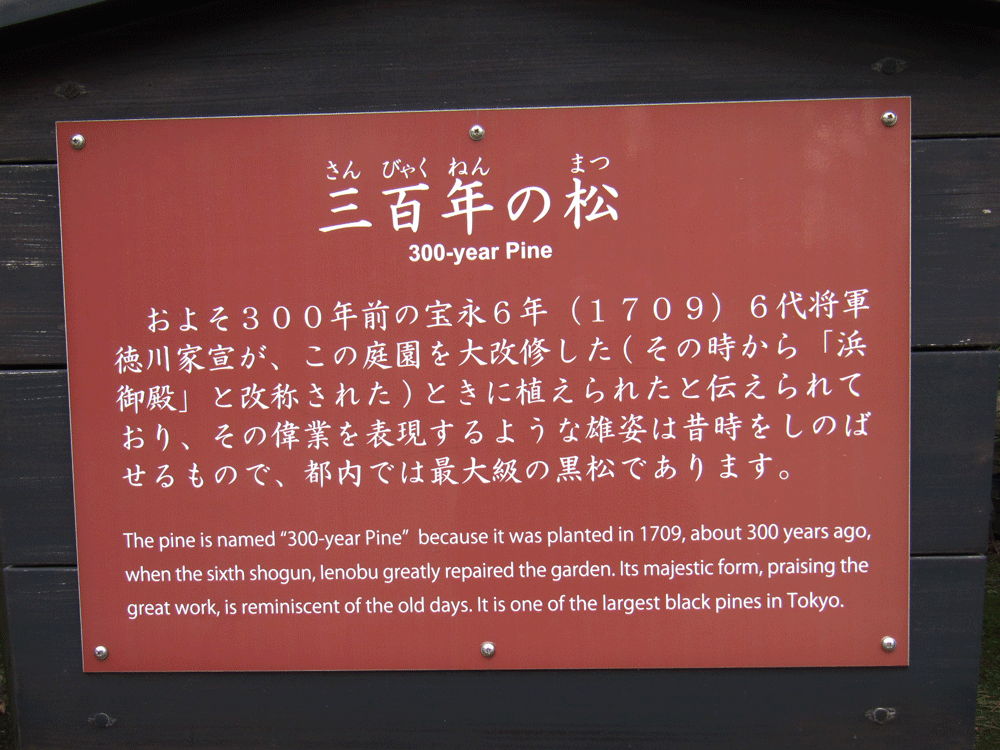 さん びゃく ねん まつ
三百年の松
300-year Pine
およそ３００年前の宝永６年（１７０９）６代将軍
徳川家宣が、この庭園を大改修した(その時から「浜
御殿」と改称された)ときに植えられたと伝えられて
おり、その偉業を表現するような雄姿は昔時をしのば
せるもので、都内では最大級の黒松であります。
The pine is named “300-year Pine” because it was planted in 1709, about 300 years ago,
when the sixth shogun, Ienobu greatly repaired the garden. Its majestic form, praising the
great work, is reminiscent of the old days. It is one of the largest black pines in Tokyo.